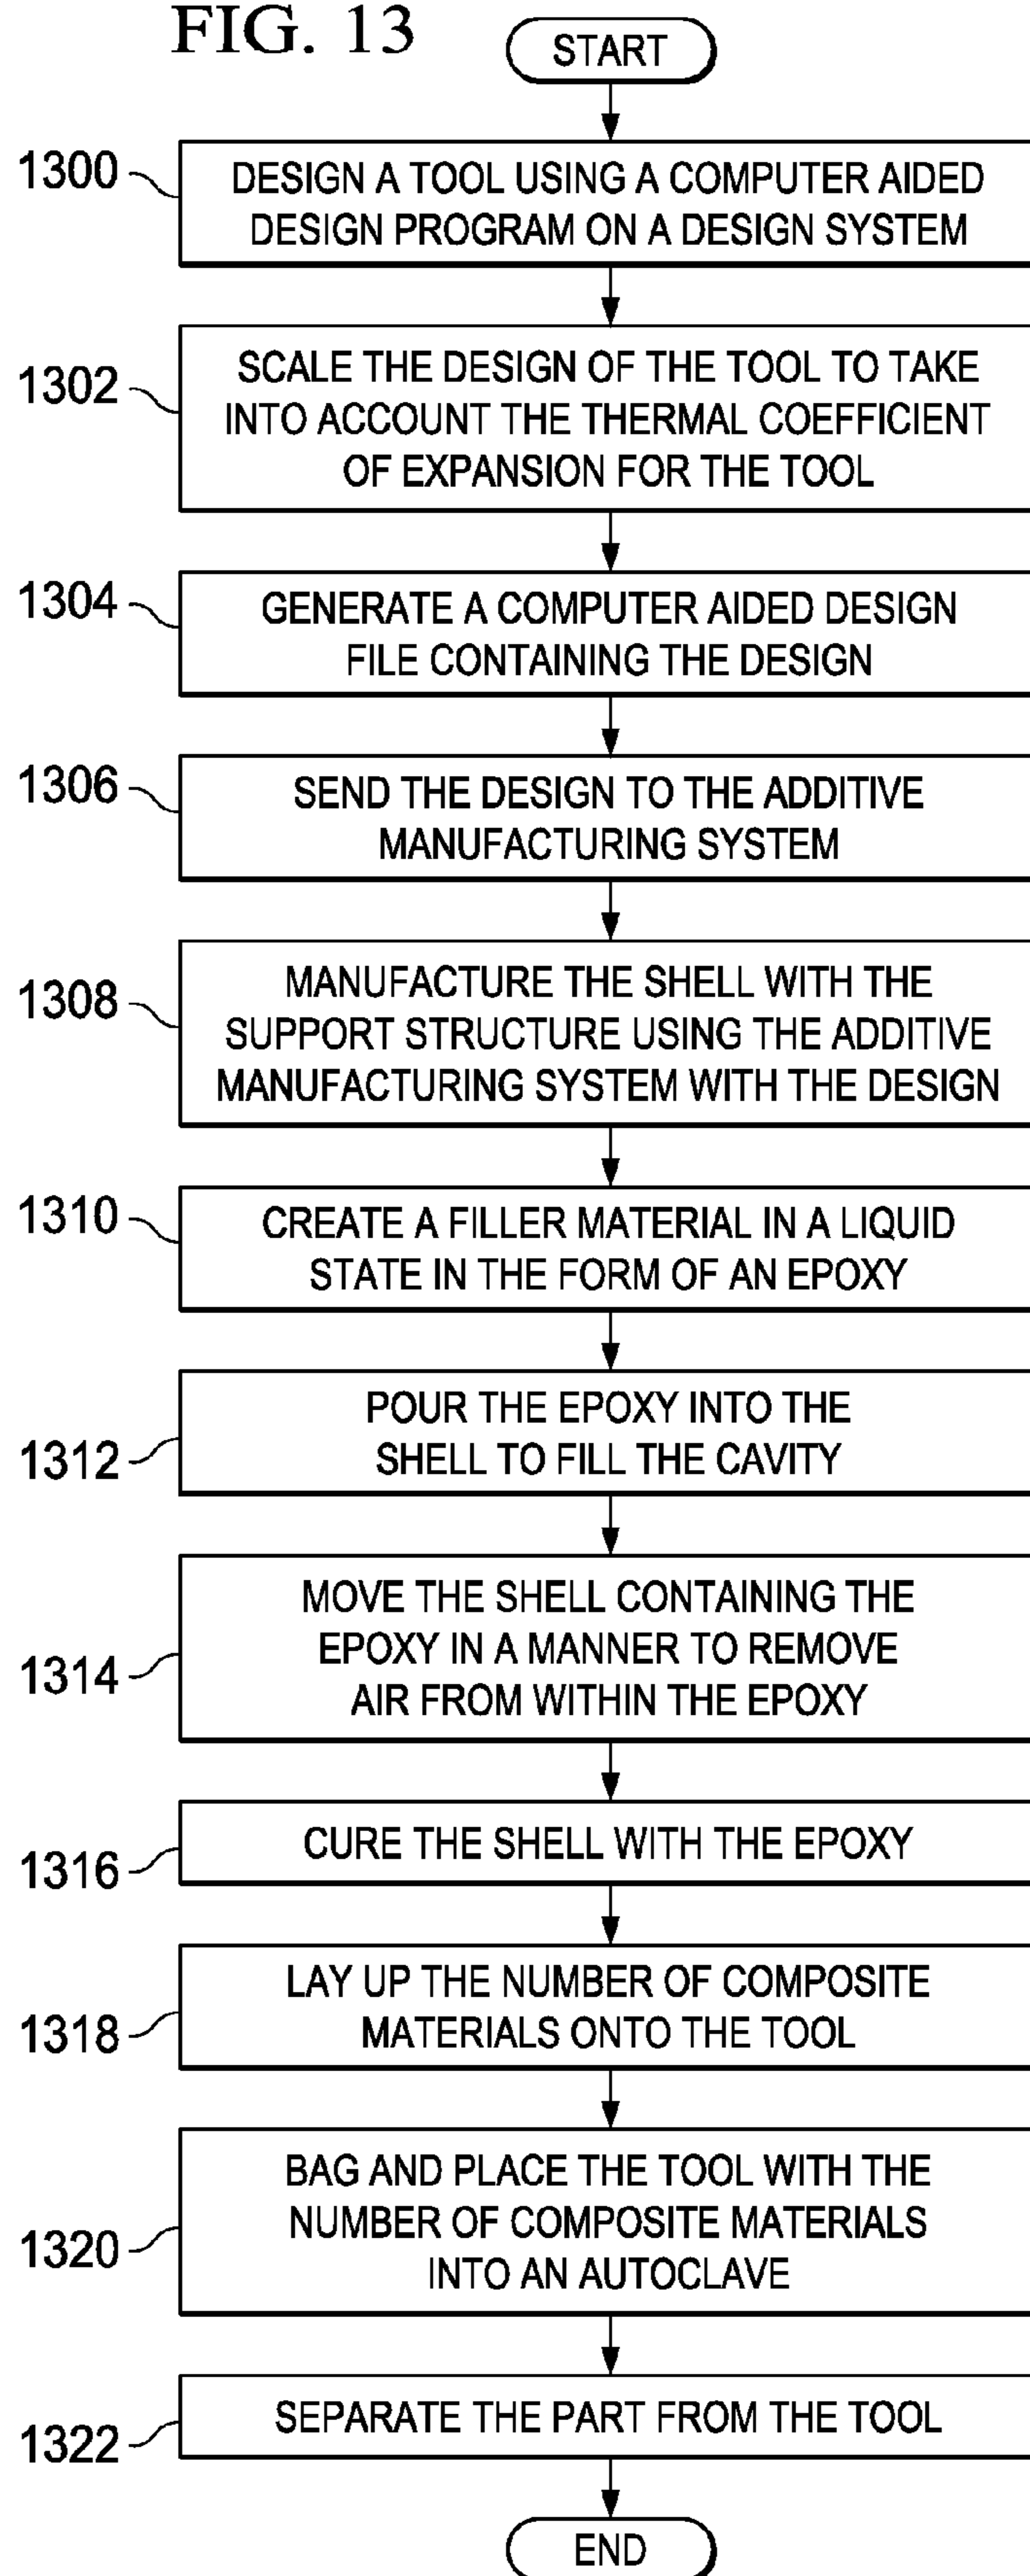 FIG. 13
START
1300
DESIGN A TOOL USING A COMPUTER AIDED
DESIGN PROGRAM ON A DESIGN SYSTEM
1302
SCALE THE DESIGN OF THE TOOL TO TAKE
INTO ACCOUNT THE THERMAL COEFFICIENT
OF EXPANSION FOR THE TOOL
1304
GENERATE A COMPUTER AIDED DESIGN
FILE CONTAINING THE DESIGN
1306
SEND THE DESIGN TO THE ADDITIVE
MANUFACTURING SYSTEM
1308
MANUFACTURE THE SHELL WITH THE
SUPPORT STRUCTURE USING THE ADDITIVE
MANUFACTURING SYSTEM WITH THE DESIGN
1310
CREATE A FILLER MATERIAL IN A LIQUID
STATE IN THE FORM OF AN EPOXY
1312
POUR THE EPOXY INTO THE
SHELL TO FILL THE CAVITY
1314
MOVE THE SHELL CONTAINING THE
EPOXY IN A MANNER TO REMOVE
AIR FROM WITHIN THE EPOXY
1316
CURE THE SHELL WITH THE EPOXY
1318
LAY UP THE NUMBER OF COMPOSITE
MATERIALS ONTO THE TOOL
1320
BAG AND PLACE THE TOOL WITH THE
NUMBER OF COMPOSITE MATERIALS
INTO AN AUTOCLAVE
1322
SEPARATE THE PART FROM THE TOOL
END